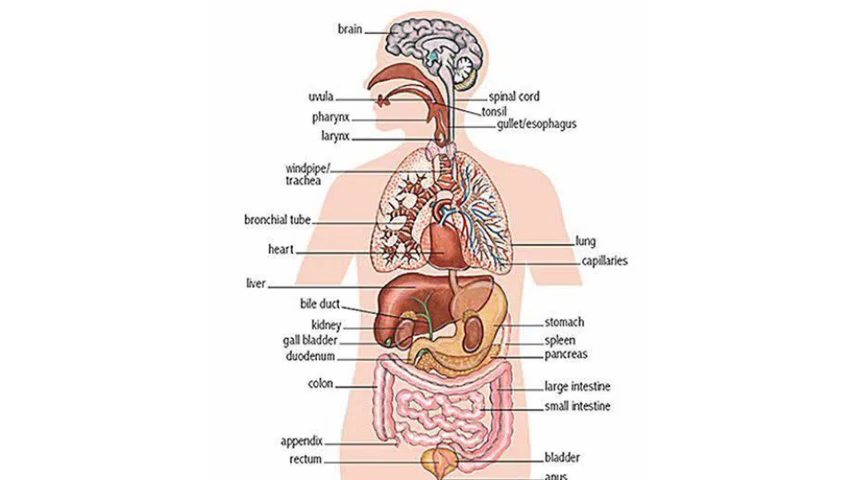 brain
uvula
spinal cord
tonsil
pharynx
gullet/esophagus
larynx
windpipe/
trachea
bronchial tube
lung
heart
capillaries
liver
bile duct
kidney
stomach
gall bladder
spleen
duodenum
pancreas
colon
large intestine
small intestine
appendix
rectum
bladder
anus